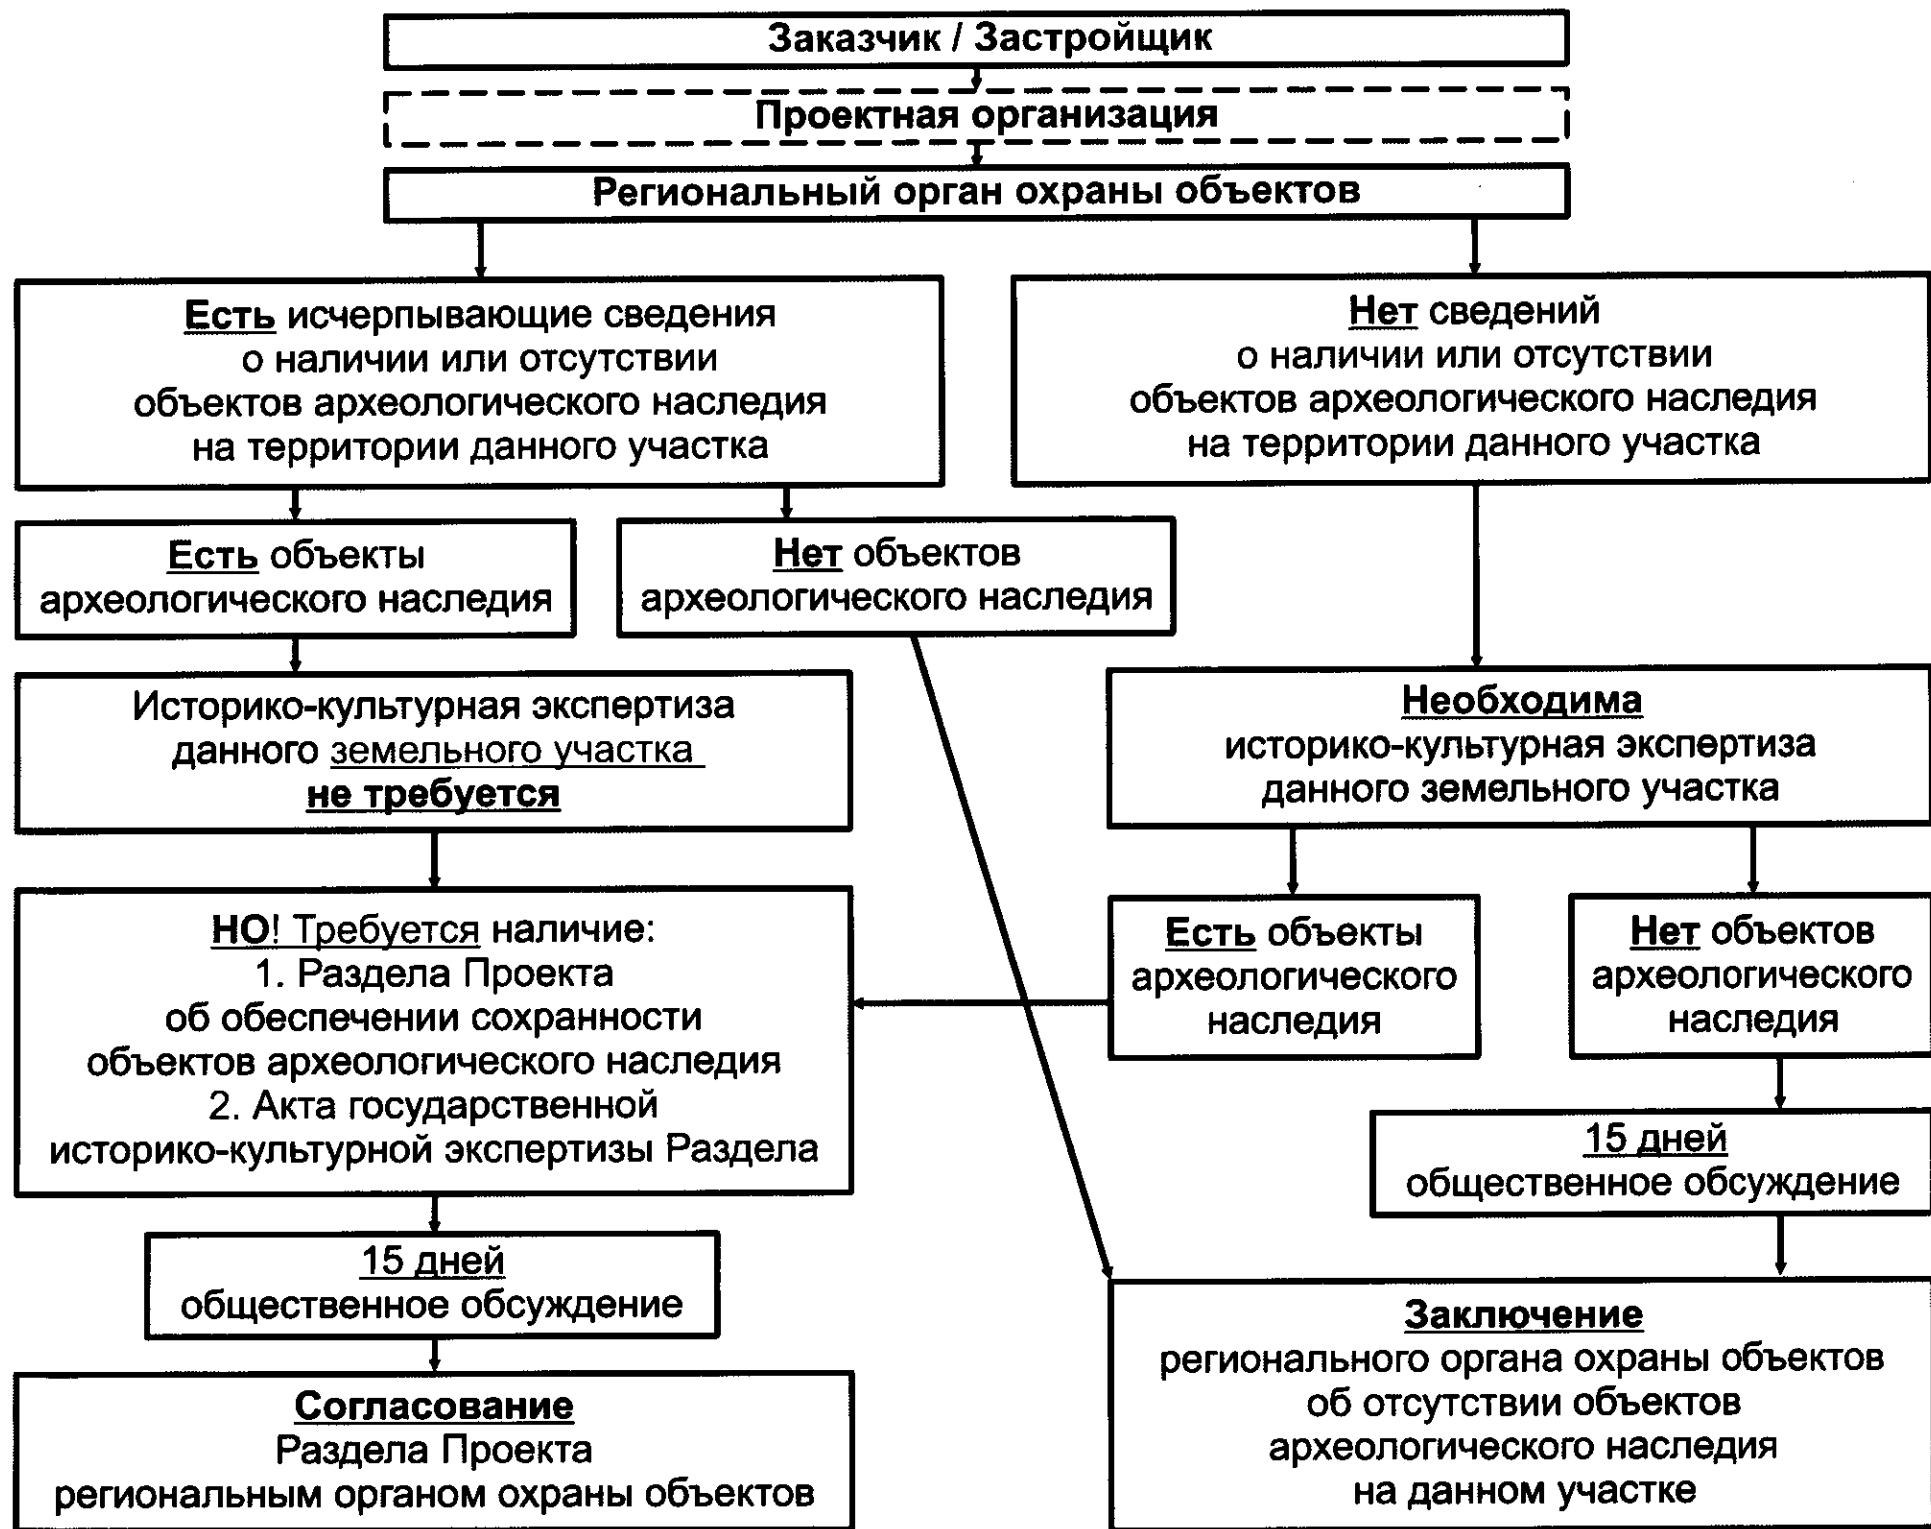 Заказчик / Застройщик
Проектная организация
Региональный орган охраны объектов
Есть исчерпывающие сведения
о наличии или отсутствии
объектов археологического наследия
на территории данного участка
Нет сведений
о наличии или отсутствии
объектов археологического наследия
на территории данного участка
Есть объекты
археологического наследия
Нет объектов
археологического наследия
Историко-культурная экспертиза
данного земельного участка
не требуется
Необходима
историко-культурная экспертиза
данного земельного участка
НО! Требуется наличие:
1. Раздела Проекта
об обеспечении сохранности
объектов археологического наследия
2. Акта государственной
историко-культурной экспертизы Раздела
Есть объекты
археологического
наследия
Нет объектов
археологического
наследия
15 дней
общественное обсуждение
15 дней
общественное обсуждение
Согласование
Раздела Проекта
региональным органом охраны объектов
Заключение
регионального органа охраны объектов
об отсутствии объектов
археологического наследия
на данном участке